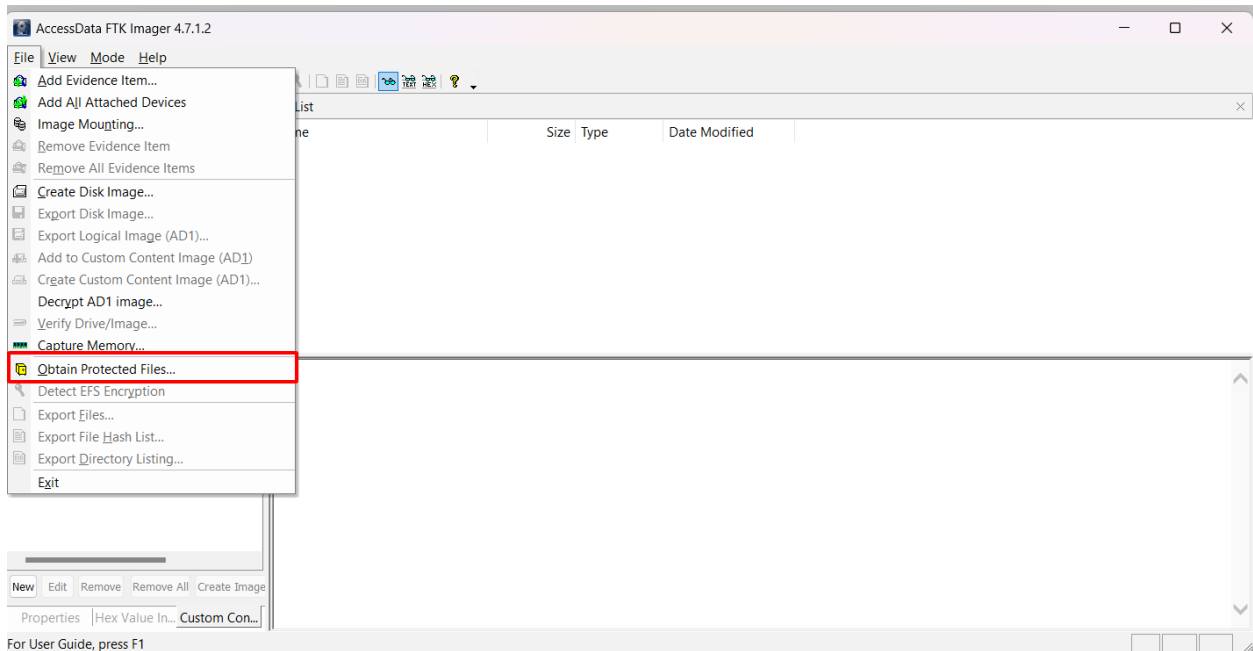 AccessData FTK Imager 4.7.1.2
File View Mode Help
Add Evidence Item...
Add All Attached Devices
Image Mounting...
Remove Evidence Item
Remove All Evidence Items
Create Disk Image...
Export Disk Image...
Export Logical Image (AD1)...
Add to Custom Content Image (AD1)
Create Custom Content Image (AD1)...
Decrypt AD1 image...
Verify Drive/Image...
Capture Memory...
Obtain Protected Files...
Detect EFS Encryption
Export Files...
Export File Hash List...
Export Directory Listing...
Exit
TEXT HEX
List
me Size Type Date Modified
New Edit Remove Remove All Create Image
Properties Hex Value In... Custom Con...
For User Guide, press F1